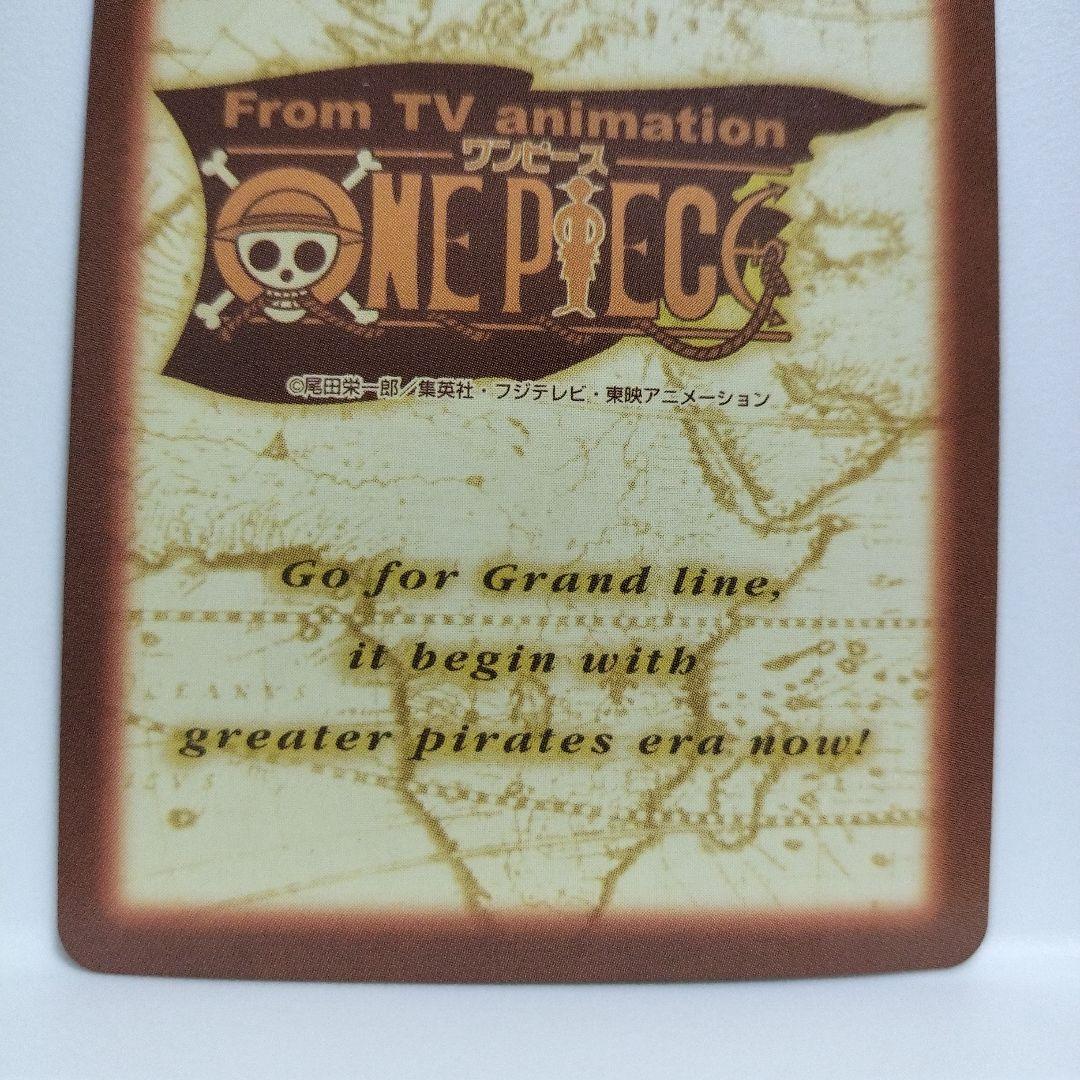 From TV animation
ワンピース
ONE PIECE
©尾田栄一郎／集英社・フジテレビ・東映アニメーション
Go for Grand line,
it begin with
greater pirates era now!